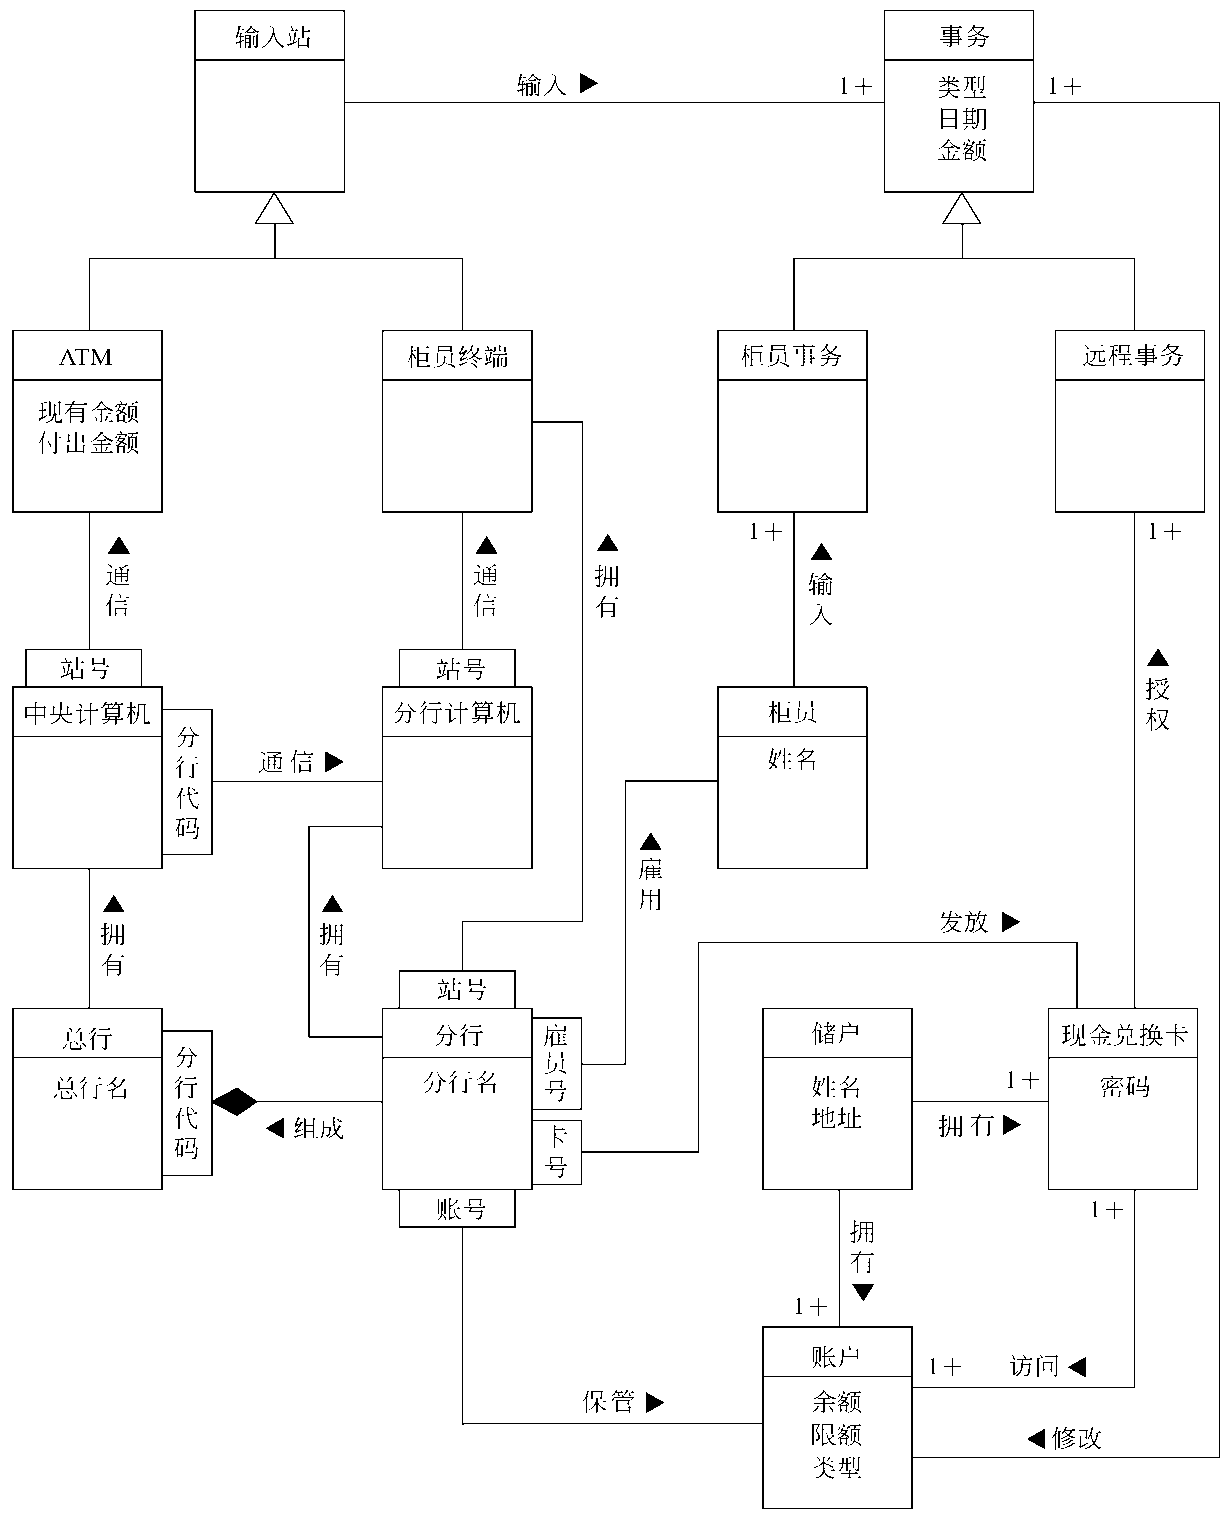 输入站
事务
输入
1+
1+
类型
日期
金额
ATM
现有金额
付出金额
柜员终端
柜员事务
远程事务
1+
1+
通信
通信
拥有
输入
授权
站号
站号
中央计算机
分行代码
通信
分行计算机
柜员
姓名
雇用
拥有
拥有
发放
站号
总行
总行名
分行代码
组成
分行
分行名
雇员号
卡号
账号
储户
姓名
地址
1+
拥有
现金兑换卡
密码
1+
拥有
1+
账户
余额
限额
类型
1+
访问
保管
修改